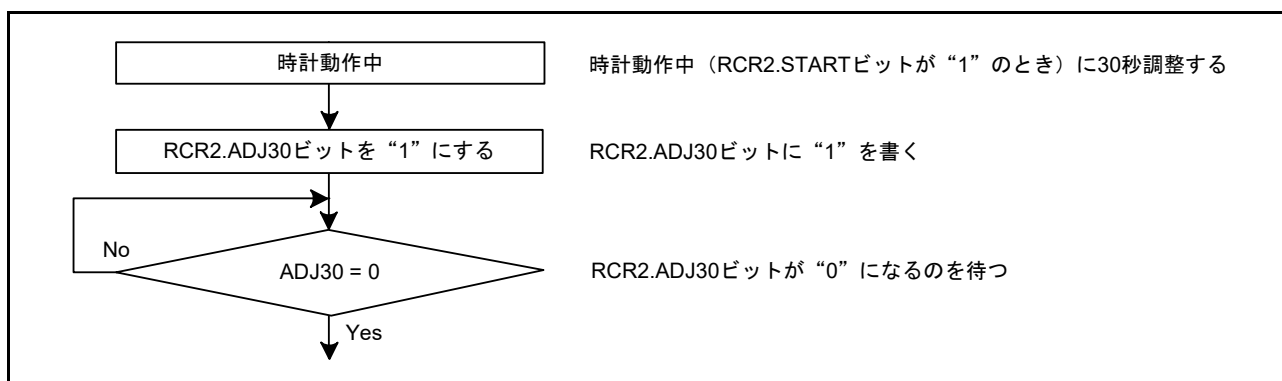 時計動作中
時計動作中（RCR2.STARTビットが“1”のとき）に30秒調整する
RCR2.ADJ30ビットを“1”にする
RCR2.ADJ30ビットに“1”を書く
No
ADJ30 = 0
RCR2.ADJ30ビットが“0”になるのを待つ
Yes